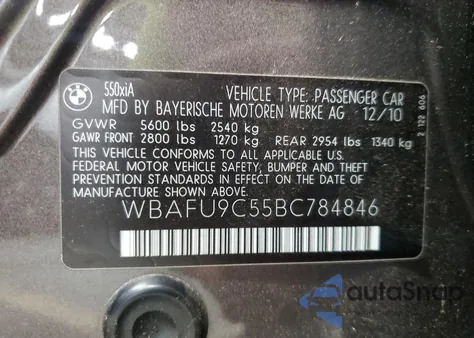 BMW
550xiA
VEHICLE TYPE: PASSENGER CAR
MFD BY BAYERISCHE MOTOREN WERKE AG 12/10
GVWR 5600 lbs 2540 kg
GAWR FRONT 2800 lbs 1270 kg REAR 2954 lbs 1340 kg
THIS VEHICLE CONFORMS TO ALL APPLICABLE U.S.
FEDERAL MOTOR VEHICLE SAFETY, BUMPER AND THEFT
PREVENTION STANDARDS IN EFFECT ON THE DATE OF
MANUFACTURE SHOWN ABOVE.
WBAFU9C55BC784846
autoSnap